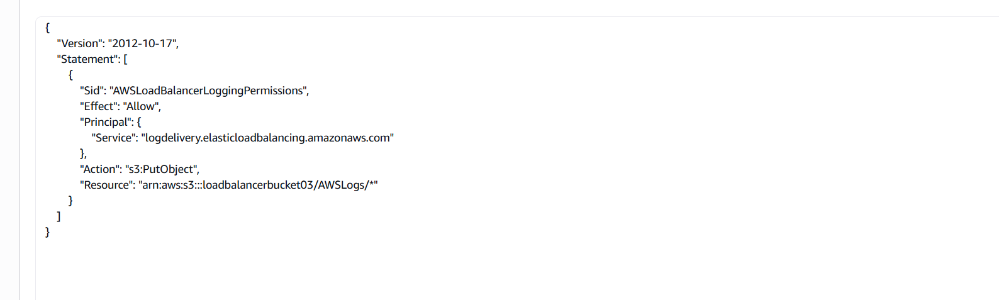 {
"Version": "2012-10-17",
"Statement": [
{
"Sid": "AWSLoadBalancerLoggingPermissions",
"Effect": "Allow",
"Principal": {
"Service": "logdelivery.elasticloadbalancing.amazonaws.com"
},
"Action": "s3:PutObject",
"Resource": "arn:aws:s3:::loadbalancerbucket03/AWSLogs/*"
}
]
}